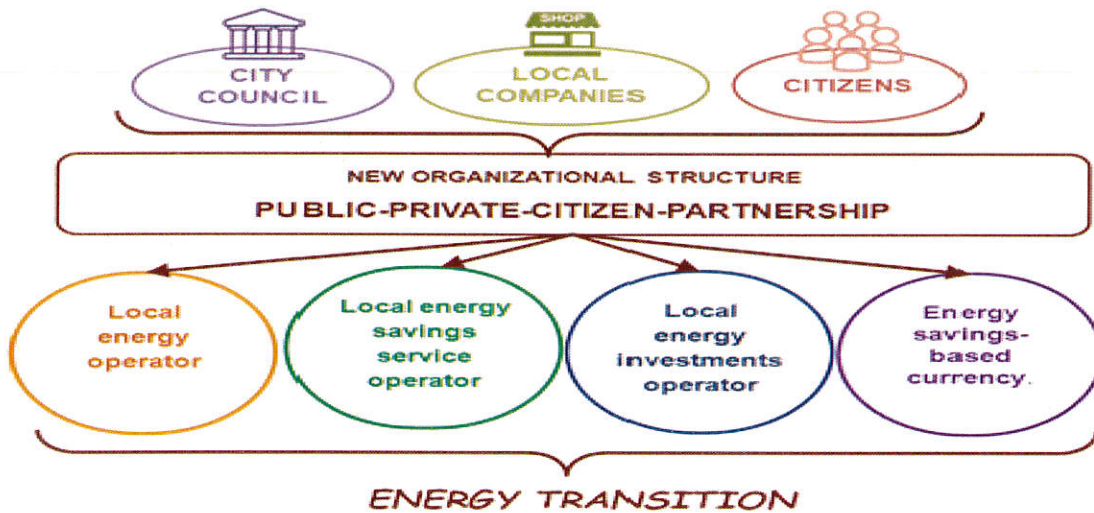 SHOP
CITY
COUNCIL
LOCAL
COMPANIES
CITIZENS
NEW ORGANIZATIONAL STRUCTURE
PUBLIC-PRIVATE-CITIZEN-PARTNERSHIP
Local
energy
operator
Local energy
savings
service
operator
Local
energy
investments
operator
Energy
savings-
based
currency.
ENERGY TRANSITION